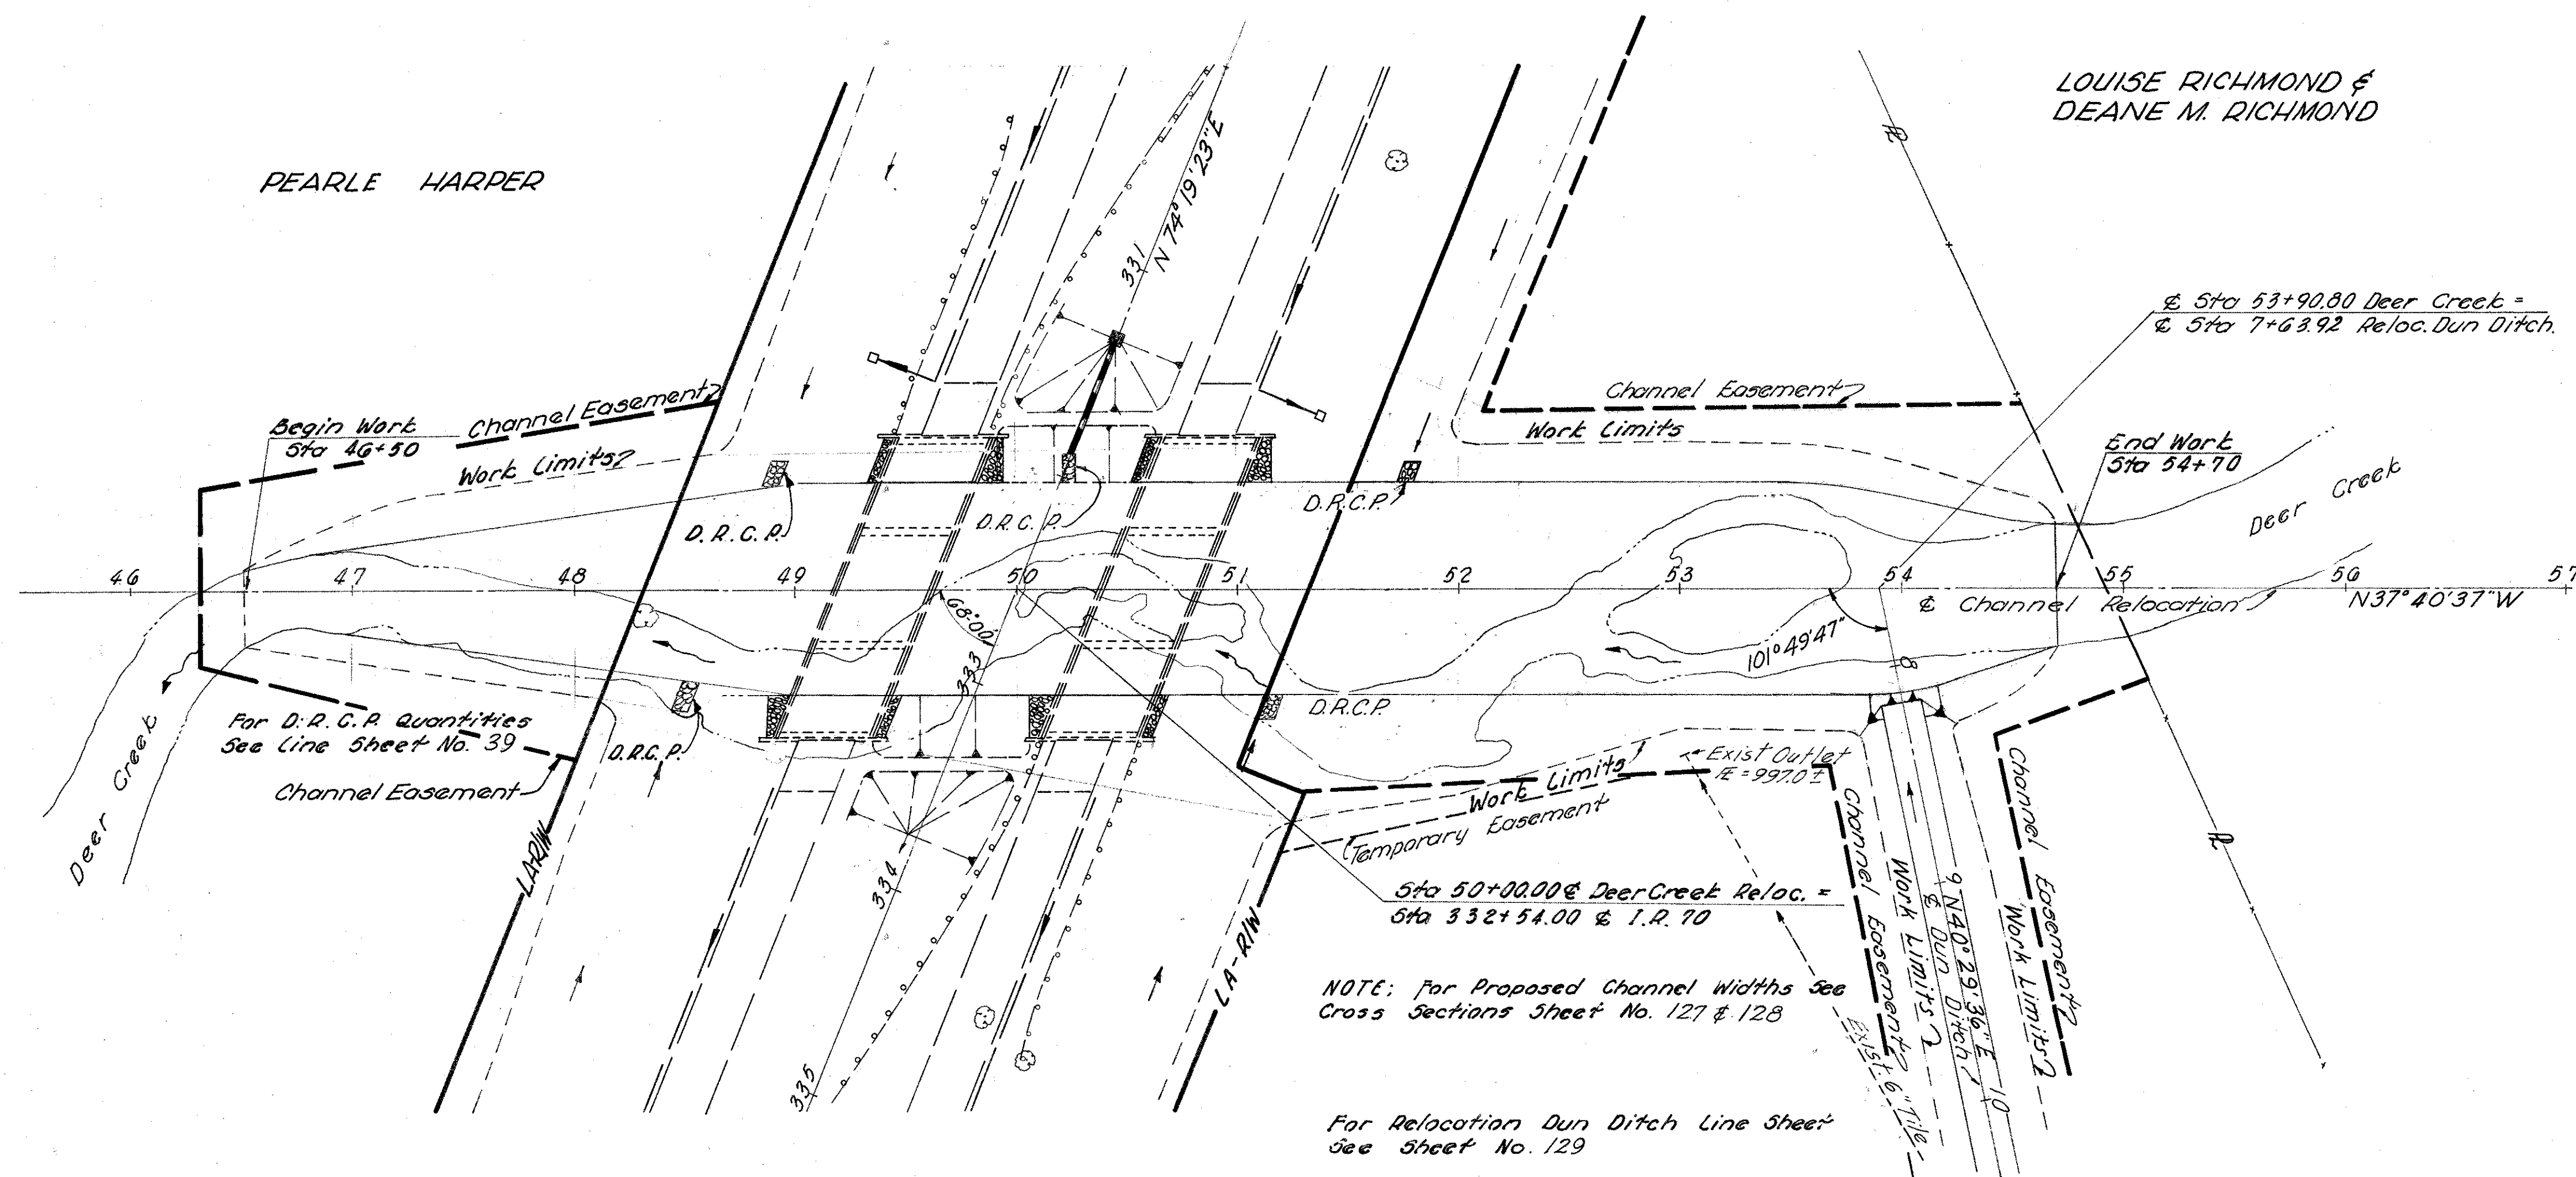 LOUISE RICHMOND &
DEANE M. RICHMOND
PEARLE HARPER
N 74° 19' 23" E
331
℄ Sta 53+90.80 Deer Creek =
℄ Sta 7+63.92 Reloc. Dun Ditch.
Channel Easement
Channel Easement
Begin Work
Sta 46+50
Work Limits
Work Limits
End Work
Sta 54+70
Deer Creek
D.R.C.P.
D.R.C.P.
D.R.C.P.
46 47 48 49 50 51 52 53 54 55 56 57
℄ Channel Relocation
N37°40'37"W
68°00'
101°49'47"
8
333
D.R.C.P.
D.R.C.P.
For D.R.C.P. Quantities
See Line Sheet No. 39
Channel Easement
Deer Creek
Exist Outlet
℄ = 997.0 ±
Work Limits
Temporary Easement
LA-R/W
334
Sta 50+00.00 ℄ Deer Creek Reloc. =
Sta 332+54.00 ℄ I.R. 70
LA-R/W
NOTE: For Proposed Channel Widths See
Cross Sections Sheet No. 127 & 128
335
Channel Easement
Work Limits
℄ Dun Ditch
9 N40° 29' 36" E 10
Work Limits
Channel Easement
Exist. 6" Tile
For Relocation Dun Ditch Line Sheet
See Sheet No. 129
℄
℄